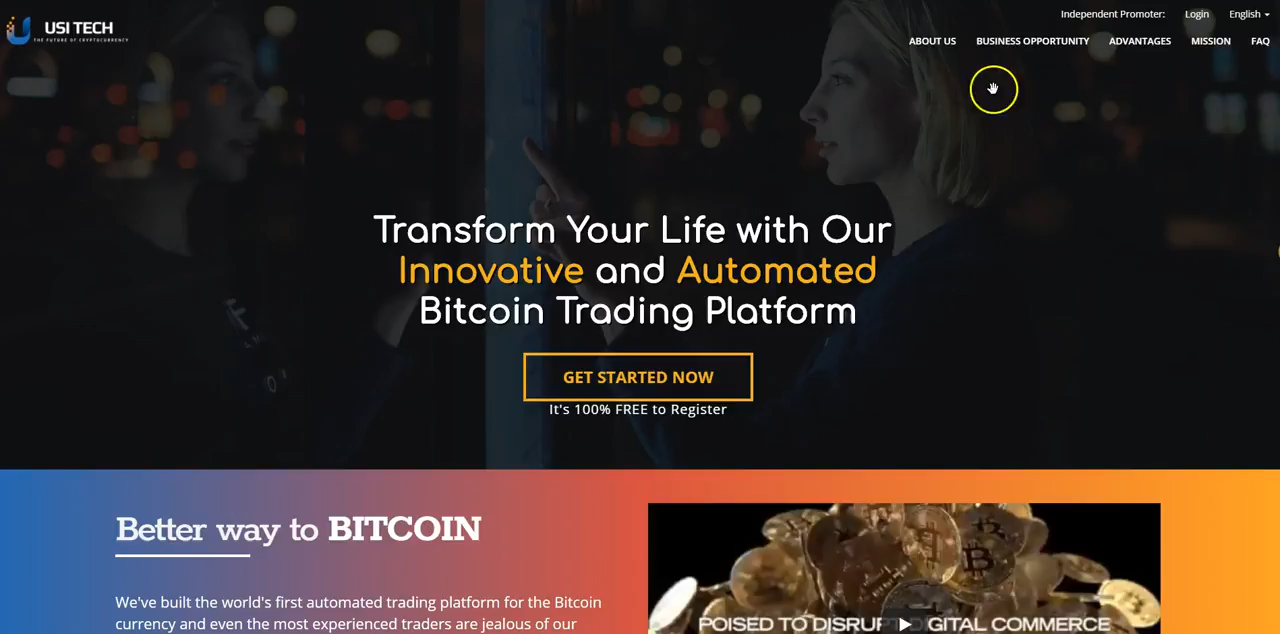 USI TECH
THE FUTURE OF CRYPTOCURRENCY
Independent Promoter:
Login
English
ABOUT US
BUSINESS OPPORTUNITY
ADVANTAGES
MISSION
FAQ
Transform Your Life with Our
Innovative and Automated
Bitcoin Trading Platform
GET STARTED NOW
It's 100% FREE to Register
Better way to BITCOIN
We've built the world's first automated trading platform for the Bitcoin
currency and even the most experienced traders are jealous of our
POISED TO DISRUP GITAL COMMERCE